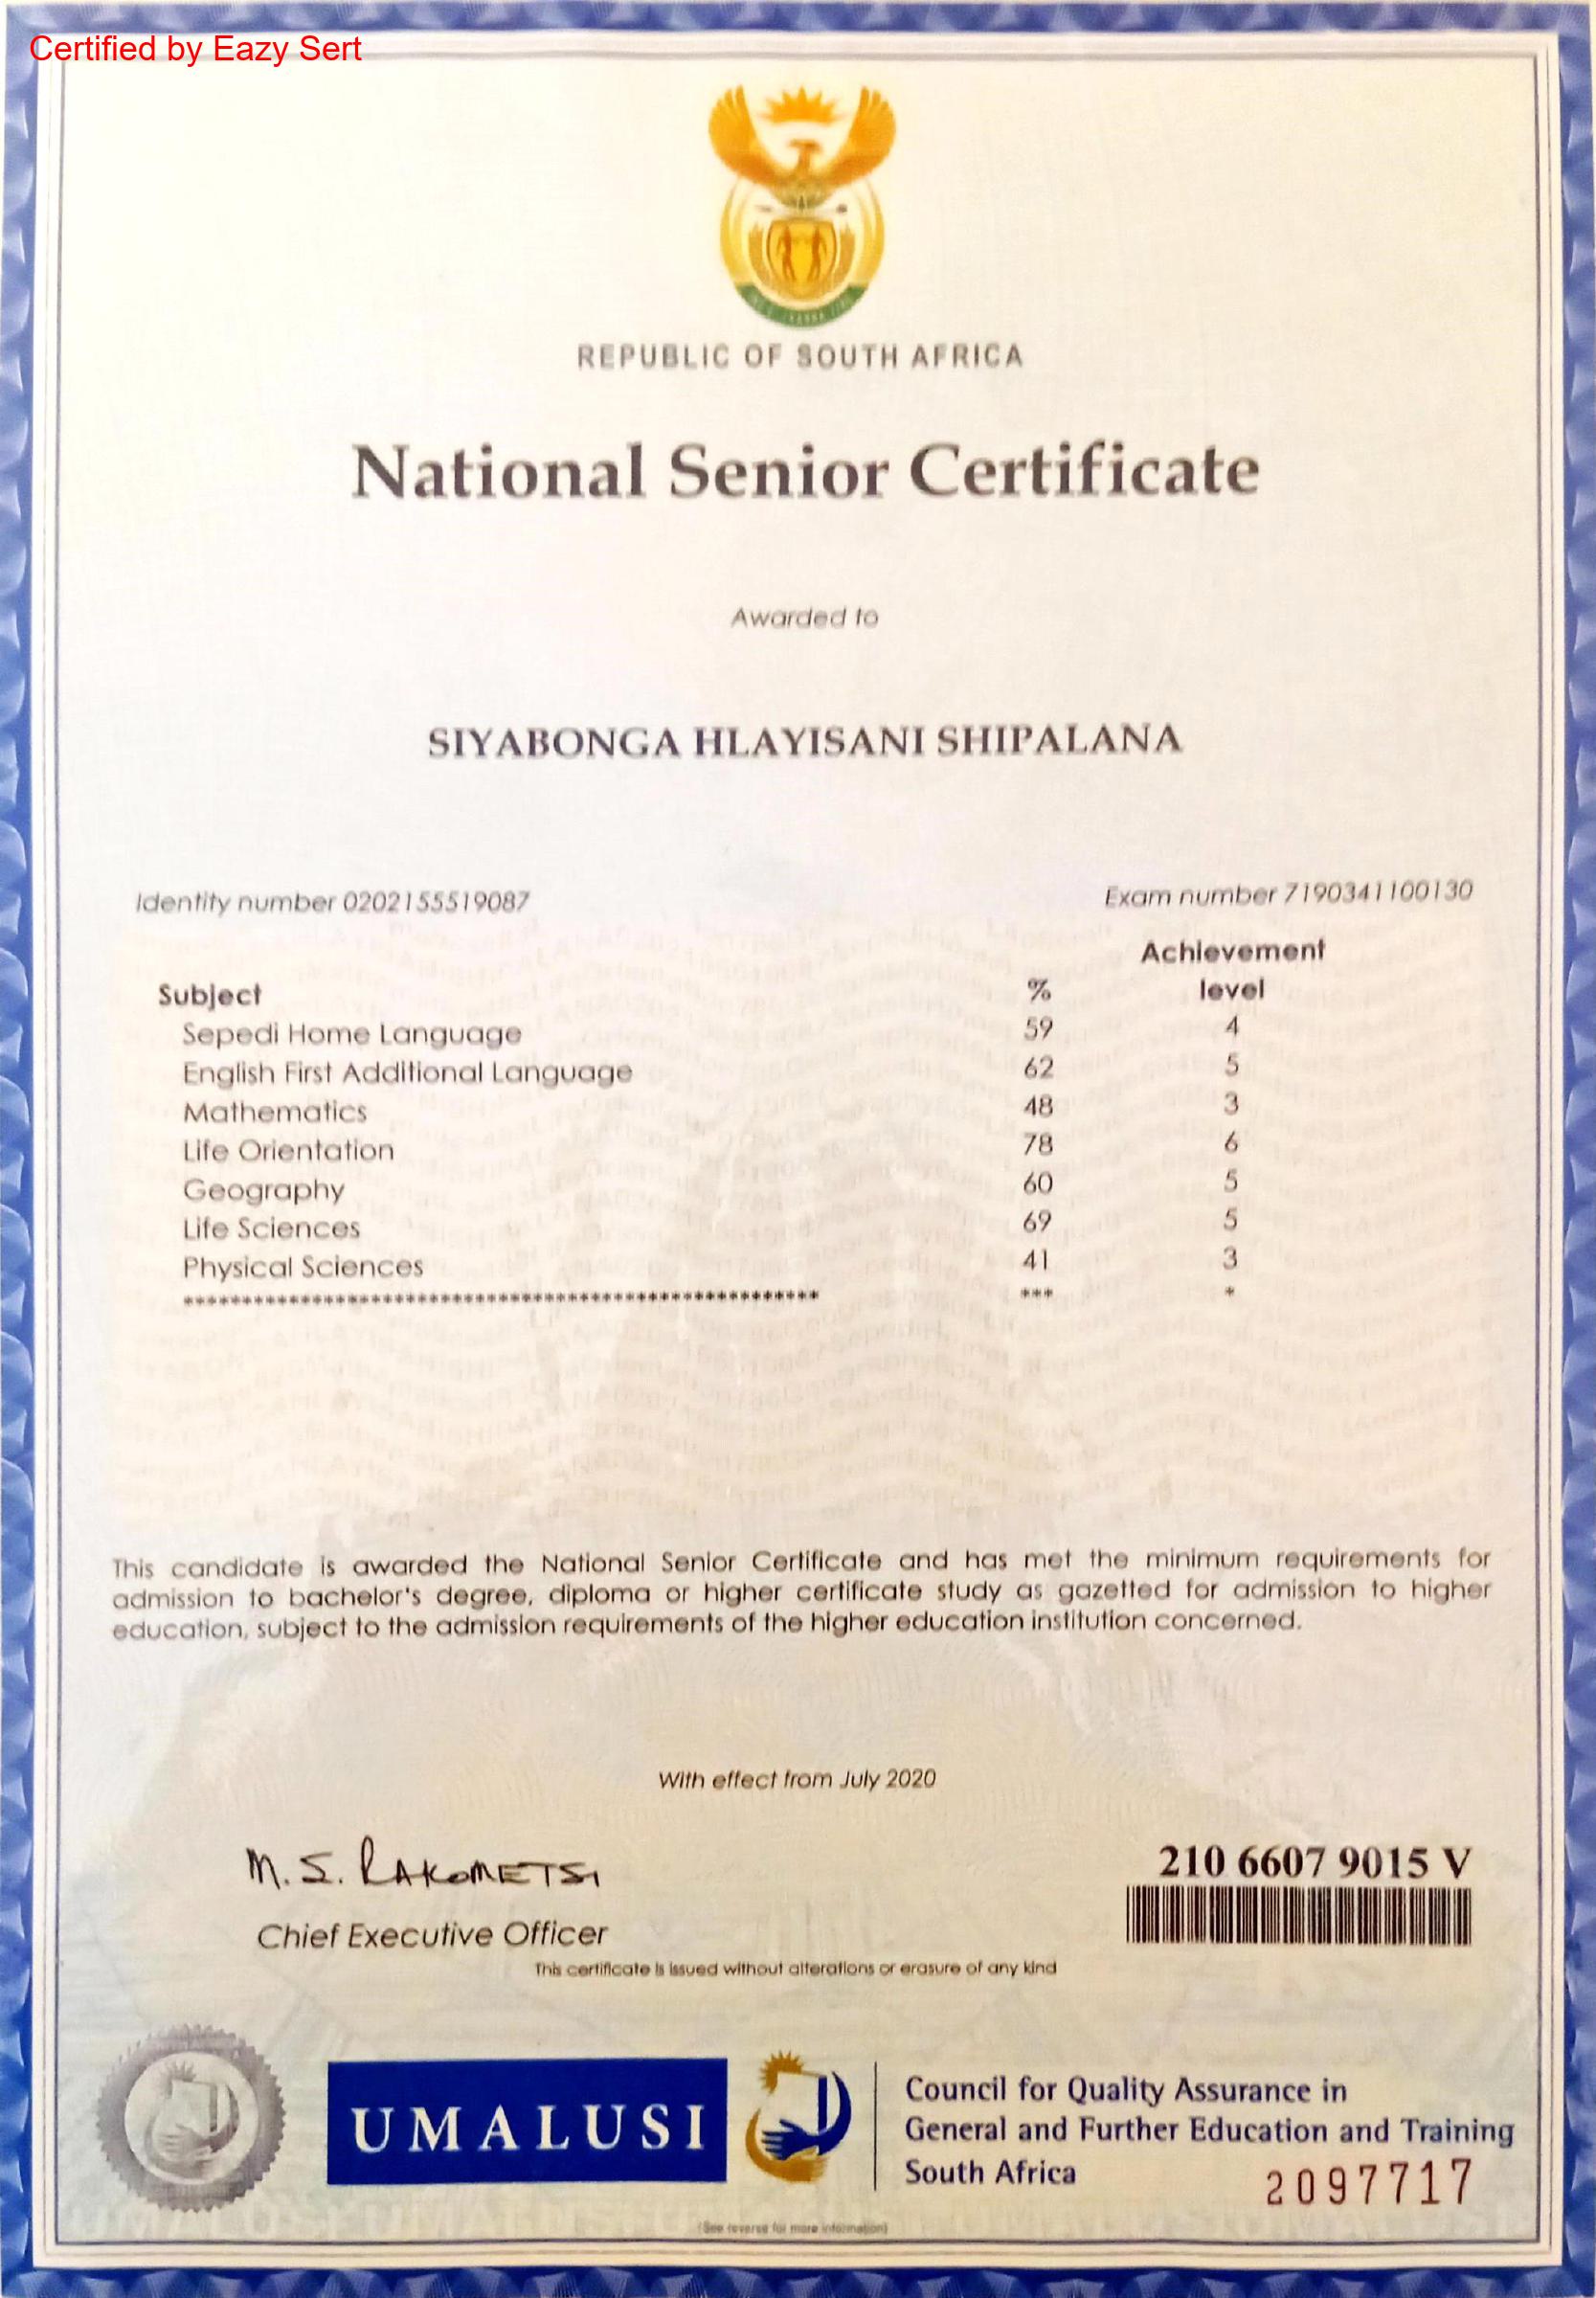 Certified by Eazy Sert
REPUBLIC OF SOUTH AFRICA
National Senior Certificate
Awarded to
SIYABONGA HLAYISANI SHIPALANA
Identity number 0202155519087 Exam number 7190341100130
Achievement
Subject % level
Sepedi Home Language 59 4
English First Additional Language 62 5
Mathematics 48 3
Life Orientation 78 6
Geography 60 5
Life Sciences 69 5
Physical Sciences 41 3
This candidate is awarded the National Senior Certificate and has met the minimum requirements for
admission to bachelor's degree, diploma or higher certificate study as gazetted for admission to higher
education, subject to the admission requirements of the higher education institution concerned.
With effect from July 2020
M.S. RAKOMETSI
210 6607 9015 V
Chief Executive Officer
This certificate is issued without alterations or erasure of any kind
UMALUSI
Council for Quality Assurance in
General and Further Education and Training
South Africa
2097717
(See reverse for more information)